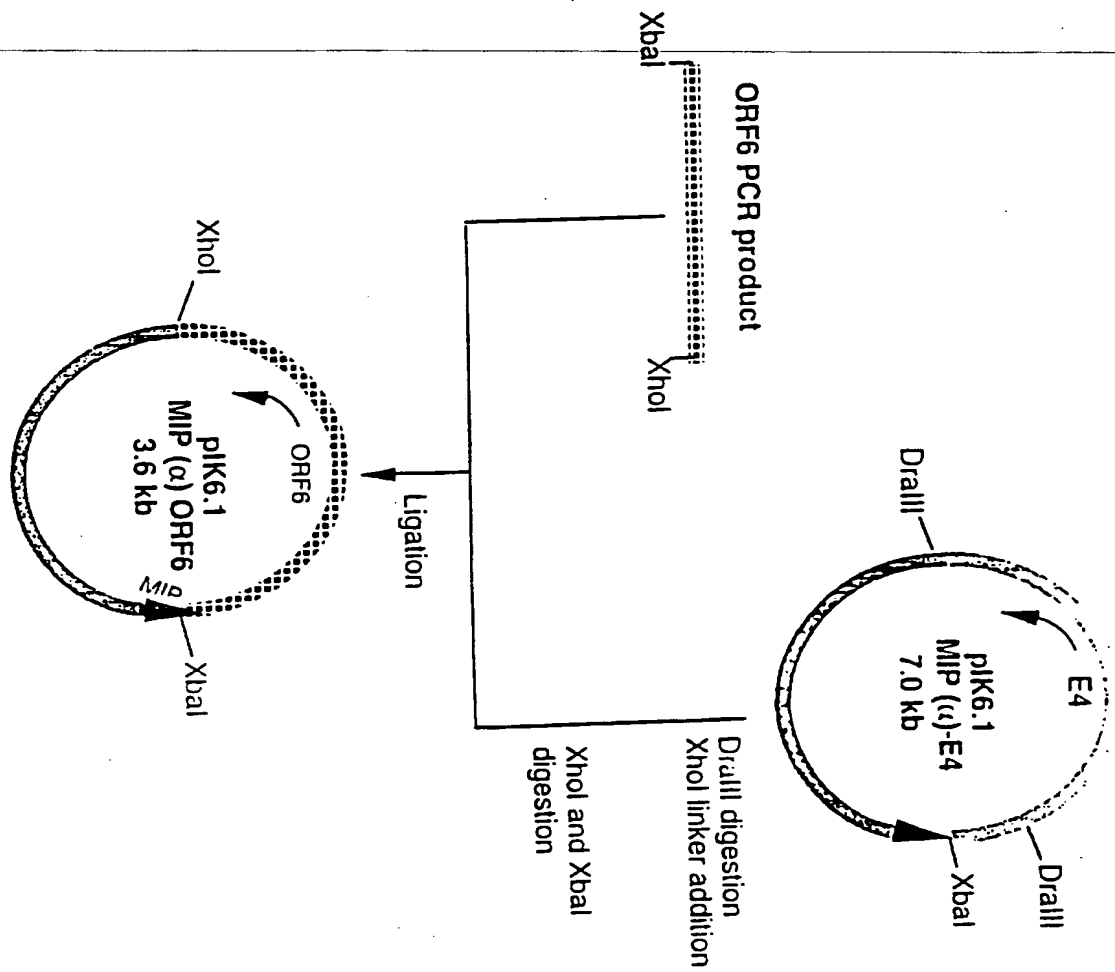 XbaI
ORF6 PCR product
XhoI
DraIII
E4
pIK6.1
MIP (α)-E4
7.0 kb
DraIII
XbaI
DraIII digestion
XhoI linker addition
XhoI and XbaI
digestion
Ligation
XhoI
ORF6
pIK6.1
MIP (α) ORF6
3.6 kb
MIP
XbaI